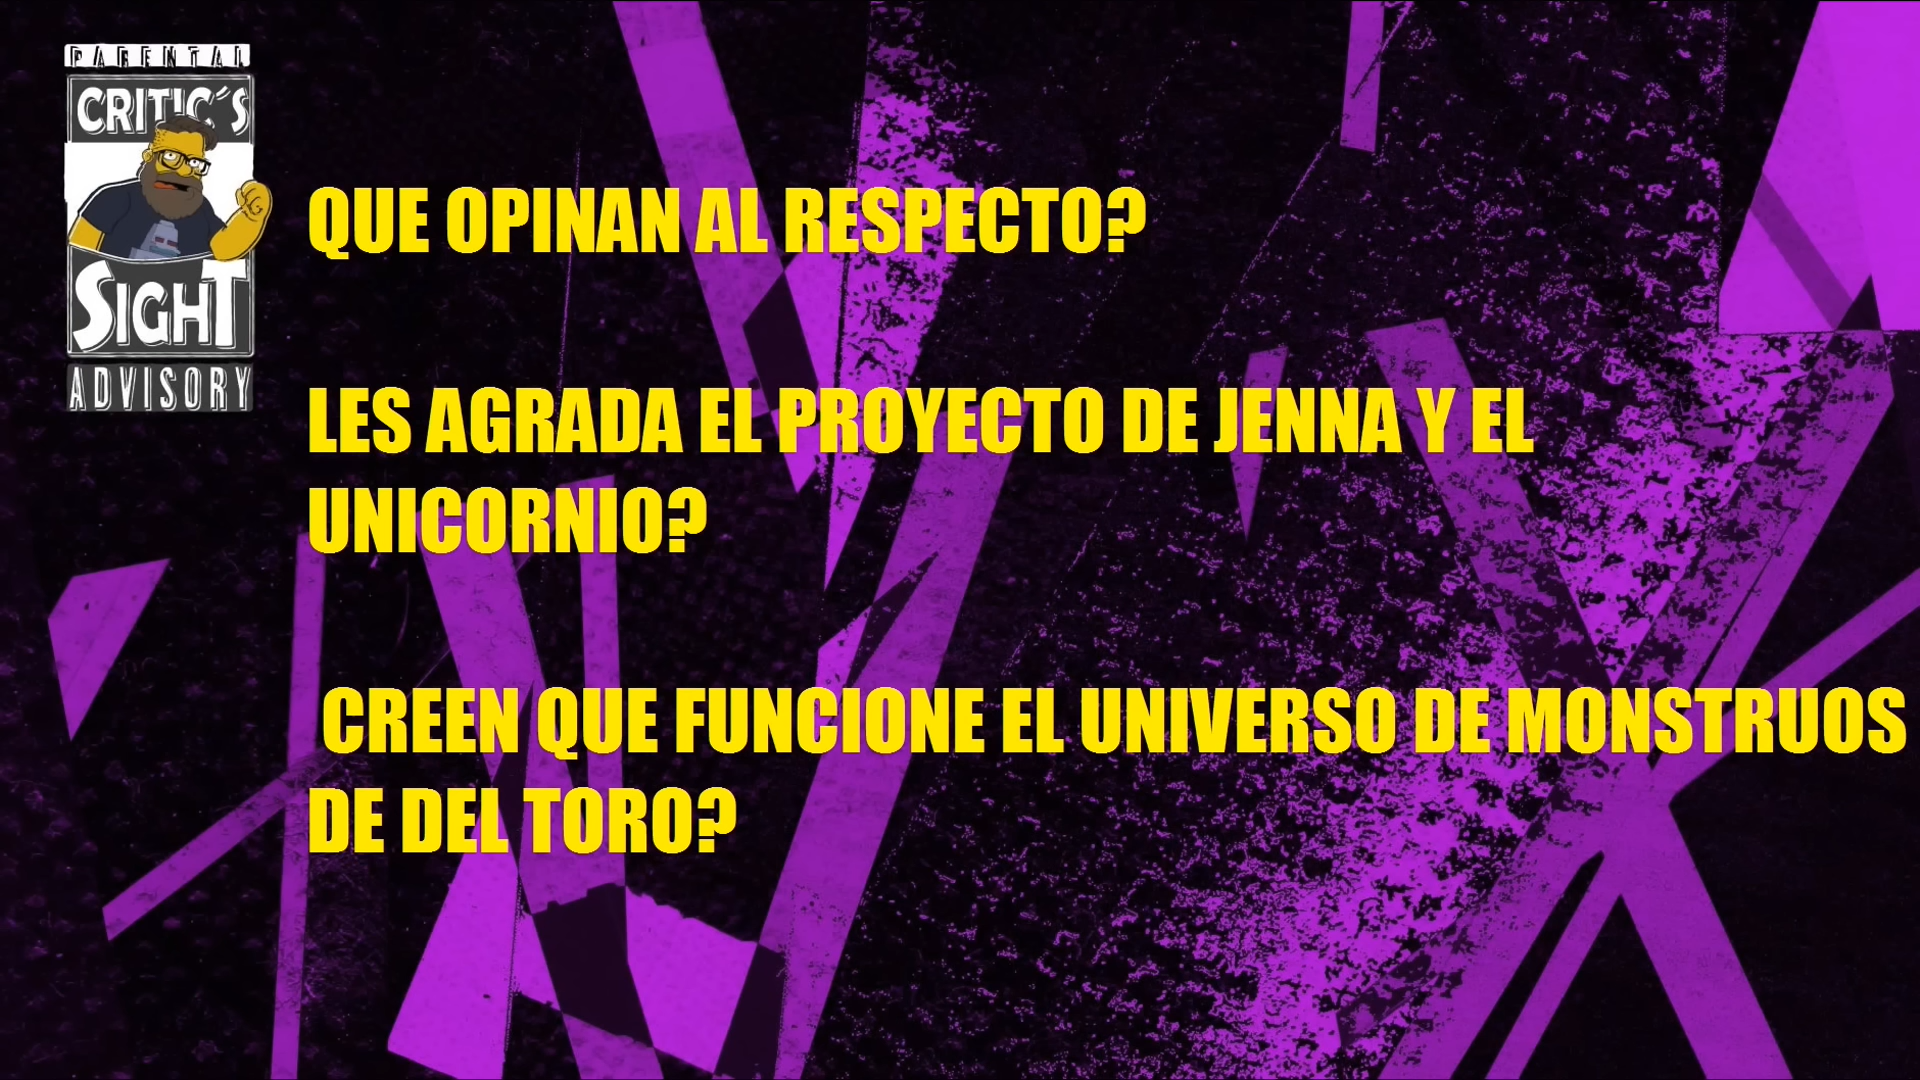 PARENTAL
CRITIC´S
SIGHT
ADVISORY
QUE OPINAN AL RESPECTO?
LES AGRADA EL PROYECTO DE JENNA Y EL
UNICORNIO?
CREEN QUE FUNCIONE EL UNIVERSO DE MONSTRUOS
DE DEL TORO?